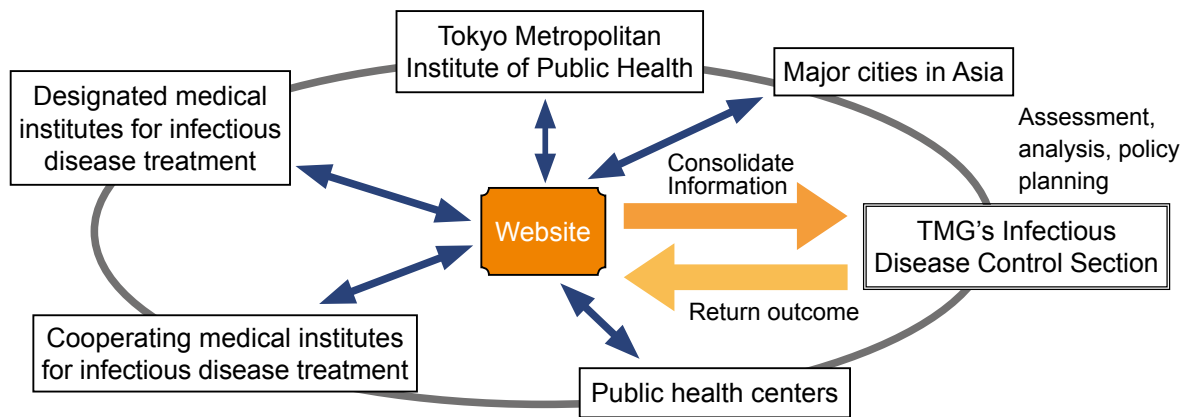 Tokyo Metropolitan
Institute of Public Health
Major cities in Asia
Designated medical
institutes for infectious
disease treatment
Assessment,
analysis, policy
planning
Consolidate
Information
Website
TMG's Infectious
Disease Control Section
Return outcome
Cooperating medical institutes
for infectious disease treatment
Public health centers